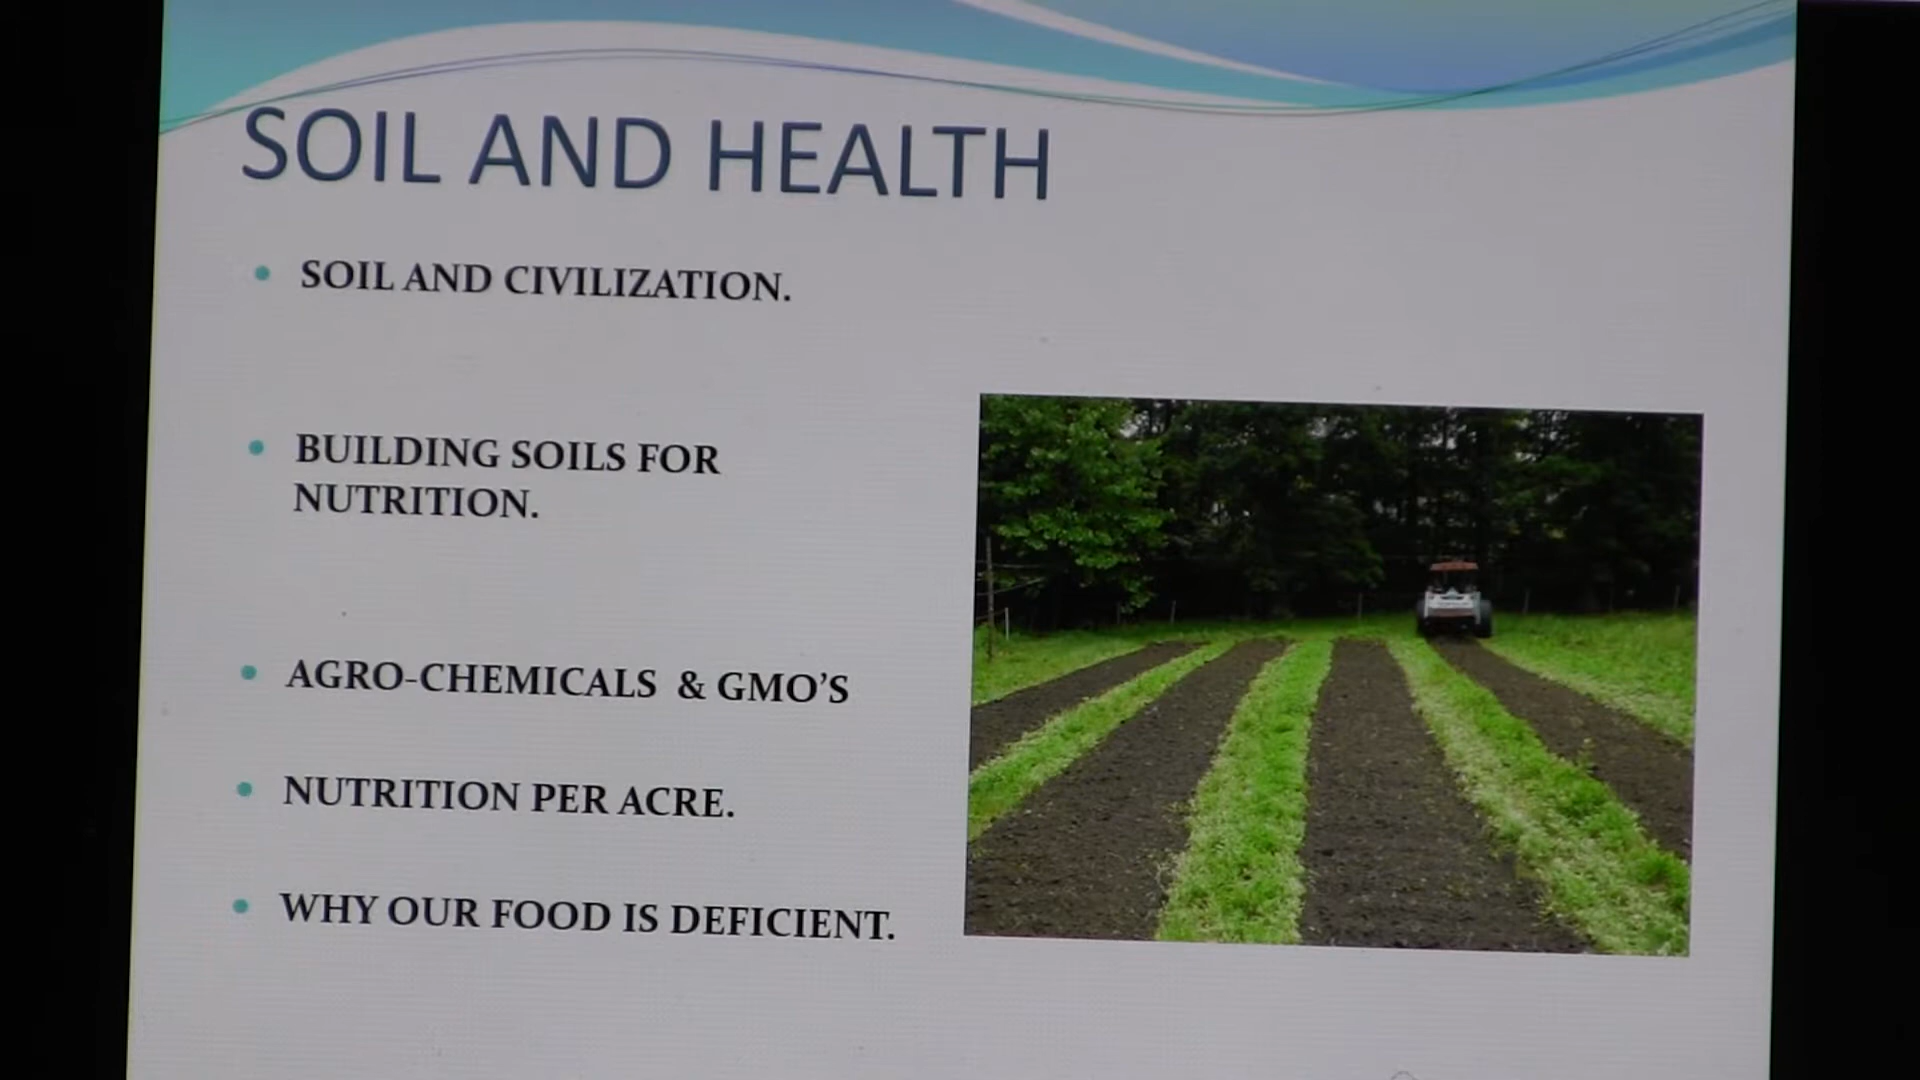 SOIL AND HEALTH
SOIL AND CIVILIZATION.
BUILDING SOILS FOR
NUTRITION.
AGRO-CHEMICALS & GMO'S
NUTRITION PER ACRE.
WHY OUR FOOD IS DEFICIENT.